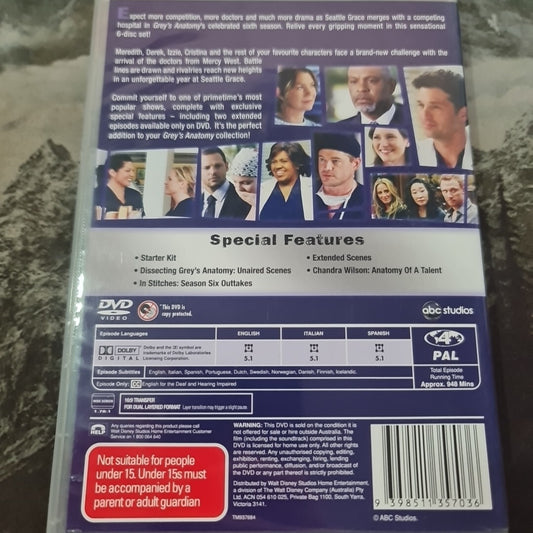 Expect more competition, more doctors and much more drama as Seattle Grace merges with a competing
hospital in Grey's Anatomy's celebrated sixth season. Relive every gripping moment in this sensational
6-disc set!
Meredith, Derek, Izzie, Cristina and the rest of your favourite characters face a brand-new challenge with the
arrival of the doctors from Mercy West. Battle
lines are drawn and rivalries reach new heights
in an unforgettable year at Seattle Grace.
Commit yourself to one of primetime's most
popular shows, complete with exclusive
special features – including two extended
episodes available only on DVD. It's the perfect
addition to your Grey's Anatomy collection!
Special Features
• Starter Kit
• Dissecting Grey's Anatomy: Unaired Scenes
• In Stitches: Season Six Outtakes
• Extended Scenes
• Chandra Wilson: Anatomy Of A Talent
DVD
VIDEO
*This DVD is
copy protected.
abc studios
Episode Languages
ENGLISH
ITALIAN
SPANISH
DOLBY
DIGITAL
Dolby and the DD symbol are
trademarks of Dolby Laboratories
Licensing Corporation.
5.1
5.1
5.1
4
PAL
Episode Subtitles
English, Italian, Spanish, Portuguese, Dutch, Swedish, Norwegian, Danish, Finnish, Icelandic.
Episode Only:
CC
English for the Deaf and Hearing Impaired
Total Episode
Running Time
Approx. 946 Mins
WIDE SCREEN
1.78:1
16:9 TRANSFER
FOR DUAL LAYERED FORMAT
Layer transition may trigger a slight pause.
HELP
Any queries regarding this product
call Walt Disney Studios Home Entertainment Customer
Service on 1 800 064 640
Not suitable for people
under 15. Under 15s must
be accompanied by a
parent or adult guardian
WARNING: This DVD is sold on the condition it is
not offered for sale or hire outside Australia. The
film (including the soundtrack) comprised in this
DVD is licensed for home use only. All other rights
are reserved. Any unauthorised copying, editing,
exhibition, renting, exchanging, hiring, lending
public performance, diffusion, and/or broadcast of
the DVD or any part thereof is strictly prohibited.
Distributed by Walt Disney Studios Home Entertainment,
a division of The Walt Disney Company (Australia) Pty
Ltd, ACN 054 610 025, Private Bag 1100, South Yarra,
Victoria 3141.
TM937684
9 398511 357036
© ABC Studios.